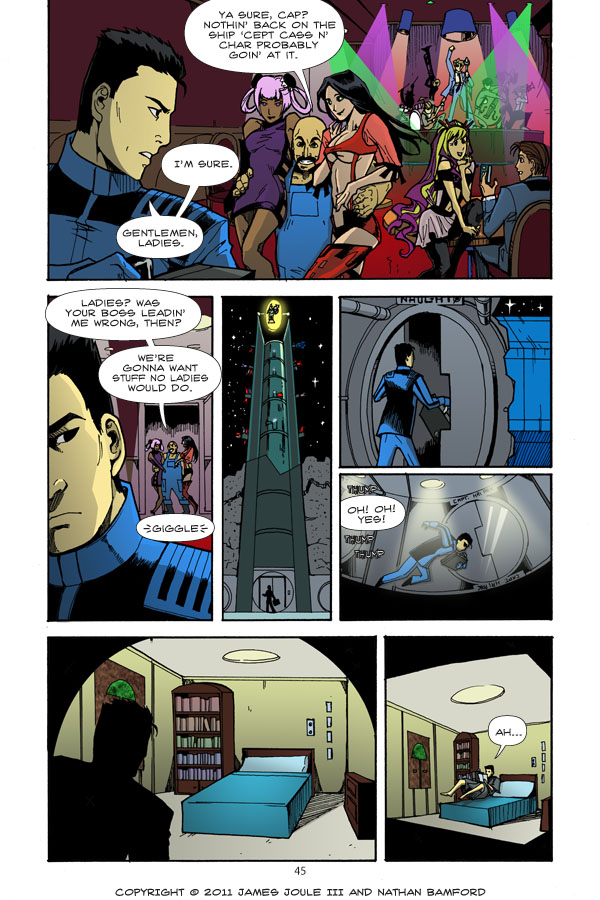 YA SURE, CAP?
NOTHIN' BACK ON THE
SHIP 'CEPT CASS N'
CHAR PROBABLY
GOIN' AT IT.
I'M SURE.
GENTLEMEN,
LADIES.
LADIES? WAS
YOUR BOSS LEADIN'
ME WRONG, THEN?
WE'RE
GONNA WANT
STUFF NO LADIES
WOULD DO.
GIGGLE
THUMP
OH! OH!
YES!
THUMP
THUMP
AH...
45
COPYRIGHT © 2011 JAMES JOULE III AND NATHAN BAMFORD